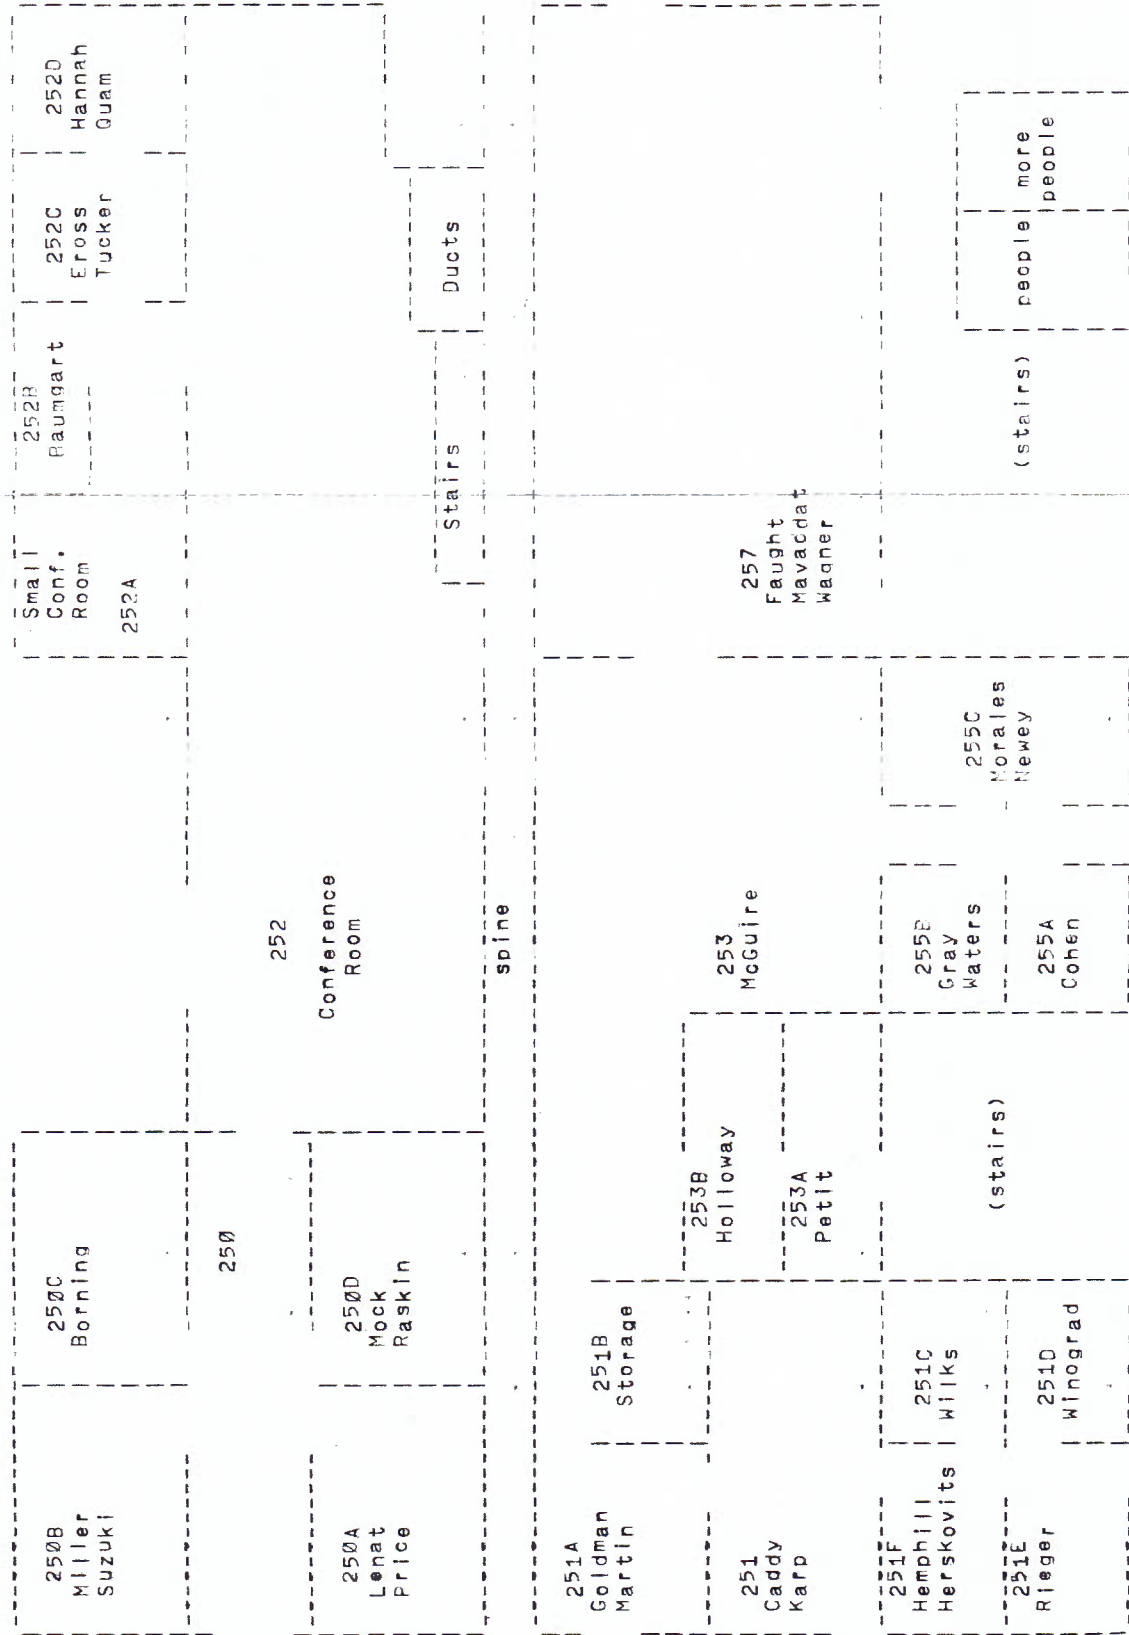 250B
Miller
Suzuki
250C
Borning
Small
Conf.
Room
252A
252B
Baumgart
252C
Eross
Tucker
252D
Hannah
Quam
250
252
Conference
Room
250A
Lenat
Price
250D
Mock
Raskin
Stairs
Ducts
spine
251A
Goldman
Martin
251B
Storage
253B
Holloway
253
McGuire
257
Faught
Mavaddat
Wagner
251
Caddy
Karp
253A
Petit
251F
Hemphill
Herskovits
251C
Wilks
255B
Gray
Waters
255C
Morales
Newey
(stairs)
(stairs)
people
more
people
251E
Rieger
251D
Winograd
255A
Cohen